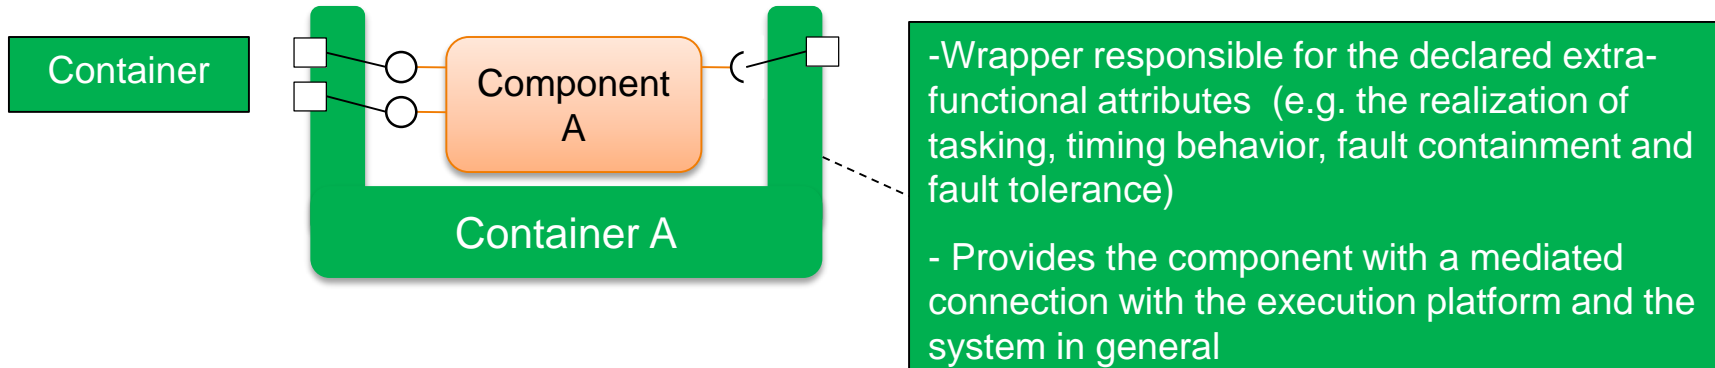 Container
Component
A
Container A
-Wrapper responsible for the declared extra-
functional attributes  (e.g. the realization of
tasking, timing behavior, fault containment and
fault tolerance)
- Provides the component with a mediated
connection with the execution platform and the
system in general